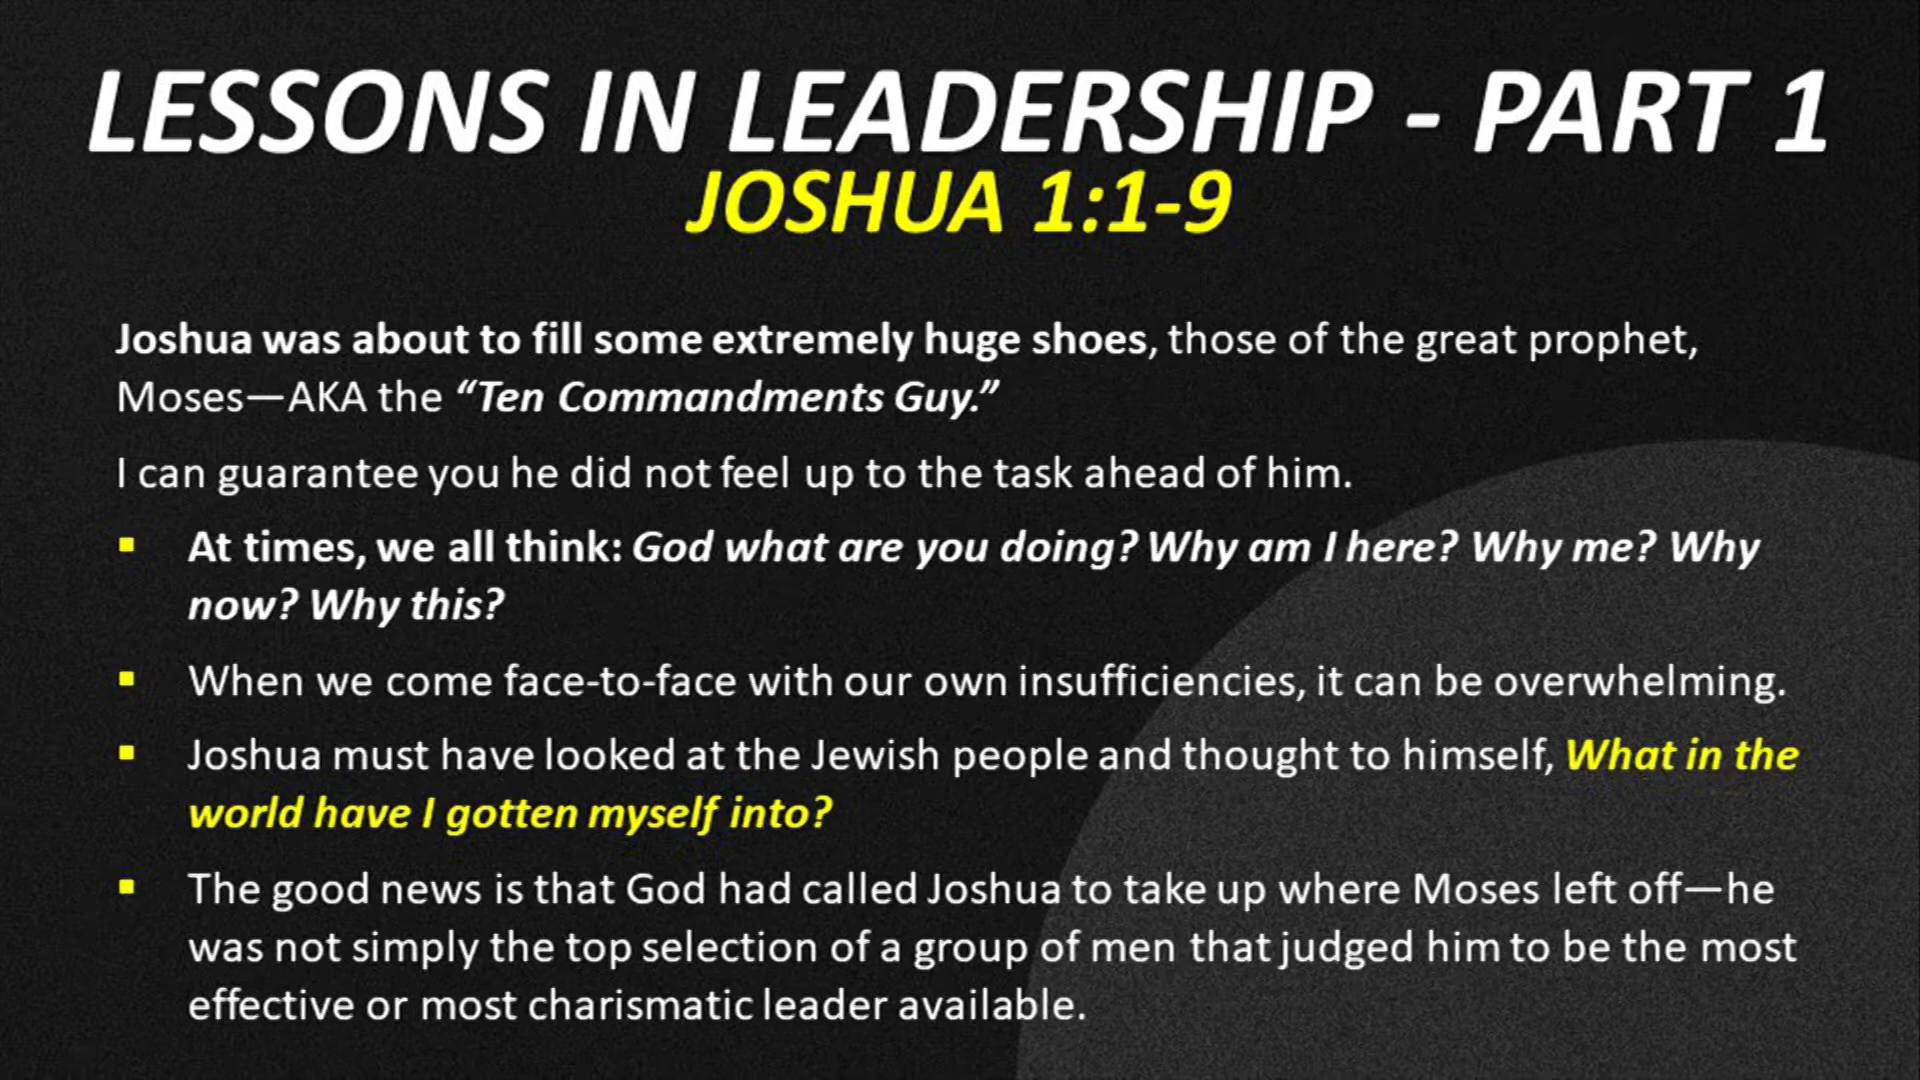 LESSONS IN LEADERSHIP - PART 1
JOSHUA 1:1-9
Joshua was about to fill some extremely huge shoes, those of the great prophet,
Moses—AKA the “Ten Commandments Guy.”
I can guarantee you he did not feel up to the task ahead of him.
▪ At times, we all think: God what are you doing? Why am I here? Why me? Why
now? Why this?
▪ When we come face-to-face with our own insufficiencies, it can be overwhelming.
▪ Joshua must have looked at the Jewish people and thought to himself, What in the
world have I gotten myself into?
▪ The good news is that God had called Joshua to take up where Moses left off—he
was not simply the top selection of a group of men that judged him to be the most
effective or most charismatic leader available.